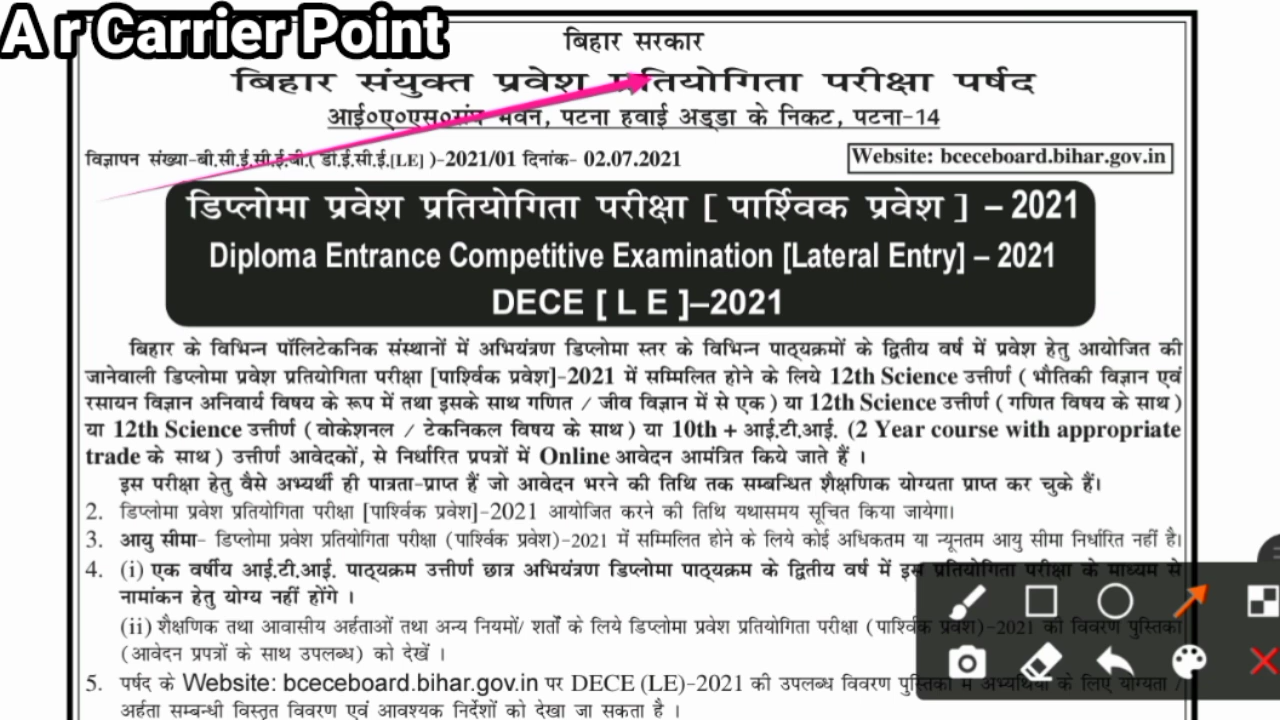 A r Carrier Point
बिहार सरकार
बिहार संयुक्त प्रवेश प्रतियोगिता परीक्षा पर्षद
आई०ए०एस०संघ भवन, पटना हवाई अड्डा के निकट, पटना-14
विज्ञापन संख्या-बी.सी.ई.सी.ई.बी.( डी.ई.सी.ई.[LE] )-2021/01 दिनांक- 02.07.2021
Website: bceceboard.bihar.gov.in
डिप्लोमा प्रवेश प्रतियोगिता परीक्षा [ पार्श्विक प्रवेश ] – 2021
Diploma Entrance Competitive Examination [Lateral Entry] – 2021
DECE [ L E ]–2021
बिहार के विभिन्न पॉलिटेकनिक संस्थानों में अभियंत्रण डिप्लोमा स्तर के विभिन्न पाठ्यक्रमों के द्वितीय वर्ष में प्रवेश हेतु आयोजित की
जानेवाली डिप्लोमा प्रवेश प्रतियोगिता परीक्षा [पार्श्विक प्रवेश]-2021 में सम्मिलित होने के लिये 12th Science उत्तीर्ण ( भौतिकी विज्ञान एवं
रसायन विज्ञान अनिवार्य विषय के रूप में तथा इसके साथ गणित / जीव विज्ञान में से एक ) या 12th Science उत्तीर्ण ( गणित विषय के साथ )
या 12th Science उत्तीर्ण ( वोकेशनल / टेकनिकल विषय के साथ ) या 10th + आई.टी.आई. (2 Year course with appropriate
trade के साथ ) उत्तीर्ण आवेदकों, से निर्धारित प्रपत्रों में Online आवेदन आमंत्रित किये जाते हैं ।
इस परीक्षा हेतु वैसे अभ्यर्थी ही पात्रता-प्राप्त हैं जो आवेदन भरने की तिथि तक सम्बन्धित शैक्षणिक योग्यता प्राप्त कर चुके हैं।
2. डिप्लोमा प्रवेश प्रतियोगिता परीक्षा [पार्श्विक प्रवेश]-2021 आयोजित करने की तिथि यथासमय सूचित किया जायेगा।
3. आयु सीमा- डिप्लोमा प्रवेश प्रतियोगिता परीक्षा (पार्श्विक प्रवेश)-2021 में सम्मिलित होने के लिये कोई अधिकतम या न्यूनतम आयु सीमा निर्धारित नहीं है।
4. (i) एक वर्षीय आई.टी.आई. पाठ्यक्रम उत्तीर्ण छात्र अभियंत्रण डिप्लोमा पाठ्यक्रम के द्वितीय वर्ष में इस प्रतियोगिता परीक्षा के माध्यम से
नामांकन हेतु योग्य नहीं होंगे ।
(ii) शैक्षणिक तथा आवासीय अर्हताओं तथा अन्य नियमों/ शर्तों के लिये डिप्लोमा प्रवेश प्रतियोगिता परीक्षा (पार्श्विक प्रवेश)-2021 की विवरण पुस्तिका
(आवेदन प्रपत्रों के साथ उपलब्ध) को देखें ।
5. पर्षद के Website: bceceboard.bihar.gov.in पर DECE (LE)-2021 की उपलब्ध विवरण पुस्तिका में अभ्यर्थियों के लिए योग्यता /
अर्हता सम्बन्धी विस्तृत विवरण एवं आवश्यक निर्देशों को देखा जा सकता है ।